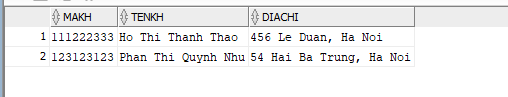 MAKH TENKH DIACHI
1 111222333 Ho Thi Thanh Thao 456 Le Duan, Ha Noi
2 123123123 Phan Thi Quynh Nhu 54 Hai Ba Trung, Ha Noi